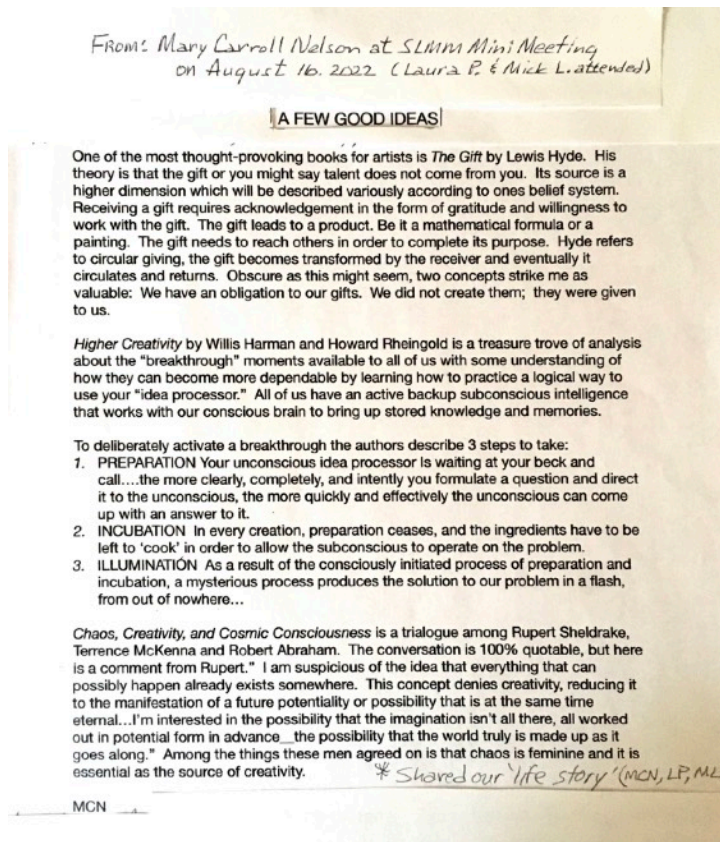 From: Mary Carroll Nelson at SLMM Mini Meeting
on August 16, 2022 (Laura P. & Mick L. attended)
A FEW GOOD IDEAS
One of the most thought-provoking books for artists is The Gift by Lewis Hyde. His
theory is that the gift or you might say talent does not come from you. Its source is a
higher dimension which will be described variously according to ones belief system.
Receiving a gift requires acknowledgement in the form of gratitude and willingness to
work with the gift. The gift leads to a product. Be it a mathematical formula or a
painting. The gift needs to reach others in order to complete its purpose. Hyde refers
to circular giving, the gift becomes transformed by the receiver and eventually it
circulates and returns. Obscure as this might seem, two concepts strike me as
valuable: We have an obligation to our gifts. We did not create them; they were given
to us.
Higher Creativity by Willis Harman and Howard Rheingold is a treasure trove of analysis
about the "breakthrough" moments available to all of us with some understanding of
how they can become more dependable by learning how to practice a logical way to
use your "idea processor." All of us have an active backup subconscious intelligence
that works with our conscious brain to bring up stored knowledge and memories.
To deliberately activate a breakthrough the authors describe 3 steps to take:
1. PREPARATION Your unconscious idea processor is waiting at your beck and
call....the more clearly, completely, and intently you formulate a question and direct
it to the unconscious, the more quickly and effectively the unconscious can come
up with an answer to it.
2. INCUBATION In every creation, preparation ceases, and the ingredients have to be
left to 'cook' in order to allow the subconscious to operate on the problem.
3. ILLUMINATION As a result of the consciously initiated process of preparation and
incubation, a mysterious process produces the solution to our problem in a flash,
from out of nowhere...
Chaos, Creativity, and Cosmic Consciousness is a trialogue among Rupert Sheldrake,
Terrence McKenna and Robert Abraham. The conversation is 100% quotable, but here
is a comment from Rupert." I am suspicious of the idea that everything that can
possibly happen already exists somewhere. This concept denies creativity, reducing it
to the manifestation of a future potentiality or possibility that is at the same time
eternal...I'm interested in the possibility that the imagination isn't all there, all worked
out in potential form in advance__the possibility that the world truly is made up as it
goes along." Among the things these men agreed on is that chaos is feminine and it is
essential as the source of creativity.
* Shared our 'life story' (MCN, LP, ML
MCN